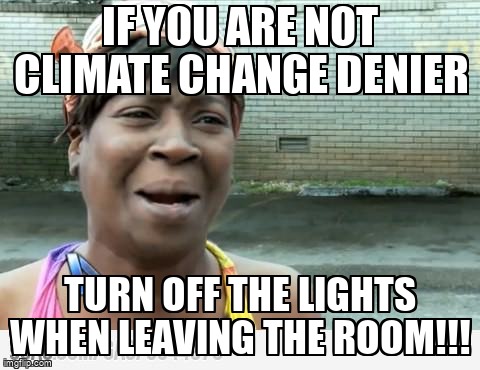 IF YOU ARE NOT
CLIMATE CHANGE DENIER
TURN OFF THE LIGHTS
WHEN LEAVING THE ROOM!!!
imgflip.com